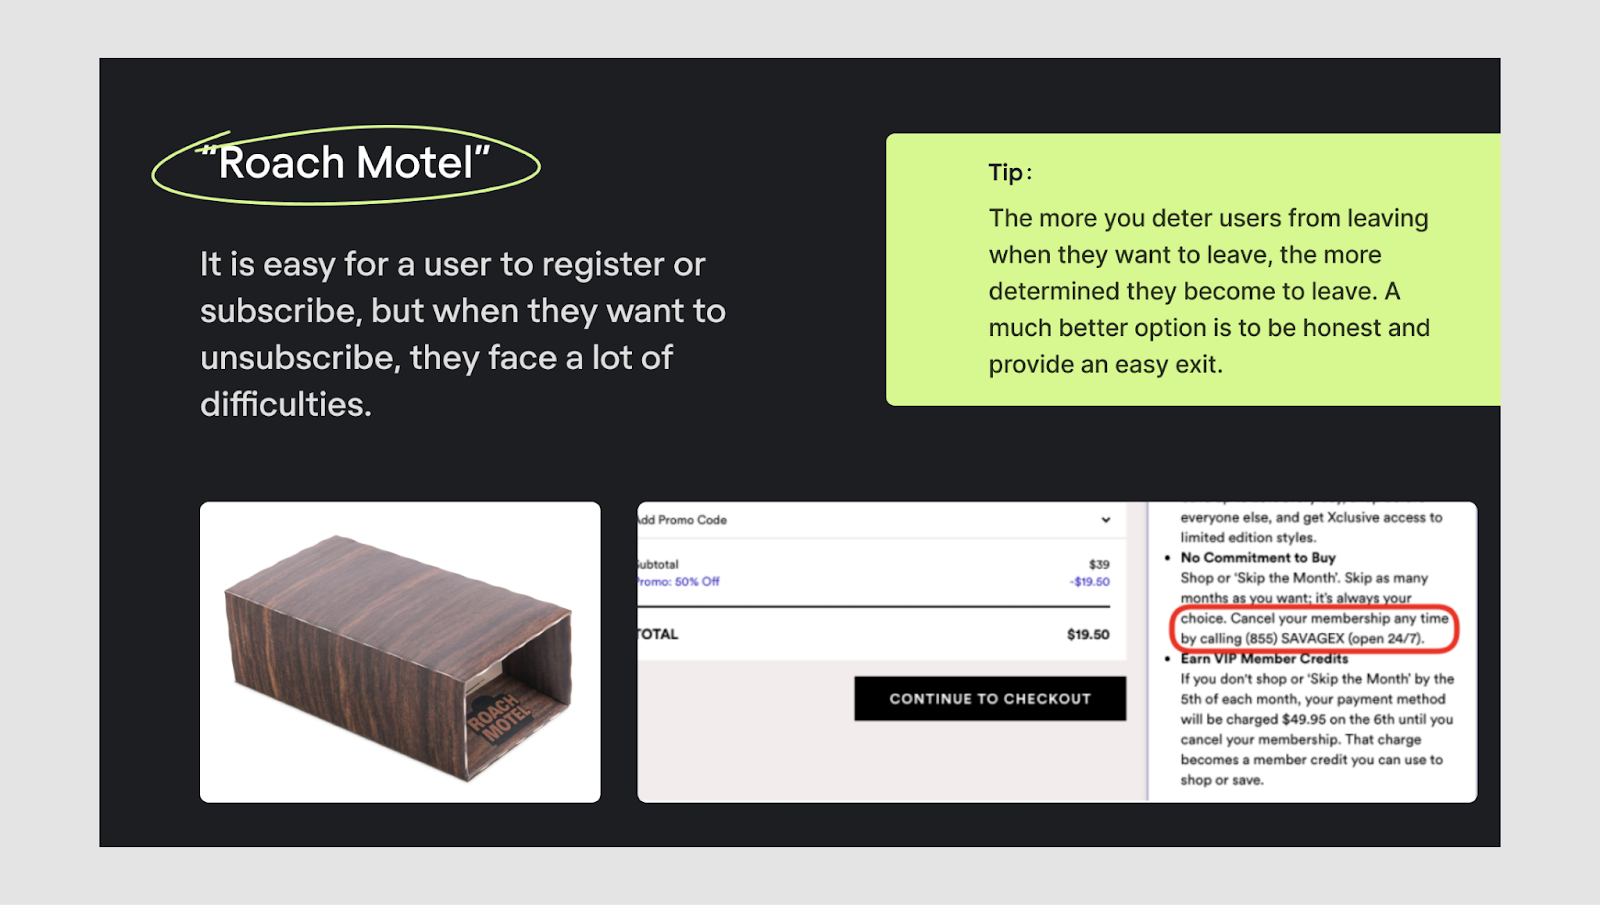 “Roach Motel”
It is easy for a user to register or
subscribe, but when they want to
unsubscribe, they face a lot of
difficulties.
Tip:
The more you deter users from leaving
when they want to leave, the more
determined they become to leave. A
much better option is to be honest and
provide an easy exit.
ROACH
MOTEL
Add Promo Code
Subtotal $39
Promo: 50% Off -$19.50
TOTAL $19.50
CONTINUE TO CHECKOUT
everyone else, and get Xclusive access to
limited edition styles.
• No Commitment to Buy
Shop or ‘Skip the Month’. Skip as many
months as you want; it's always your
choice. Cancel your membership any time
by calling (855) SAVAGEX (open 24/7).
• Earn VIP Member Credits
If you don't shop or ‘Skip the Month’ by the
5th of each month, your payment method
will be charged $49.95 on the 6th until you
cancel your membership. That charge
becomes a member credit you can use to
shop or save.